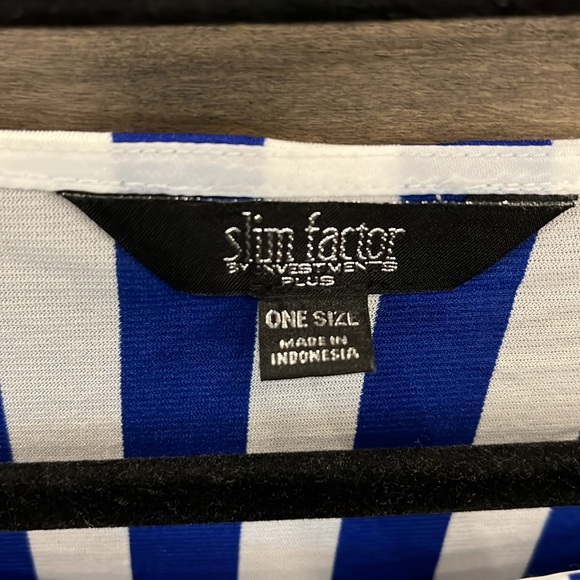 slim factor
BY INVESTMENTS
PLUS
ONE SIZE
MADE IN
INDONESIA